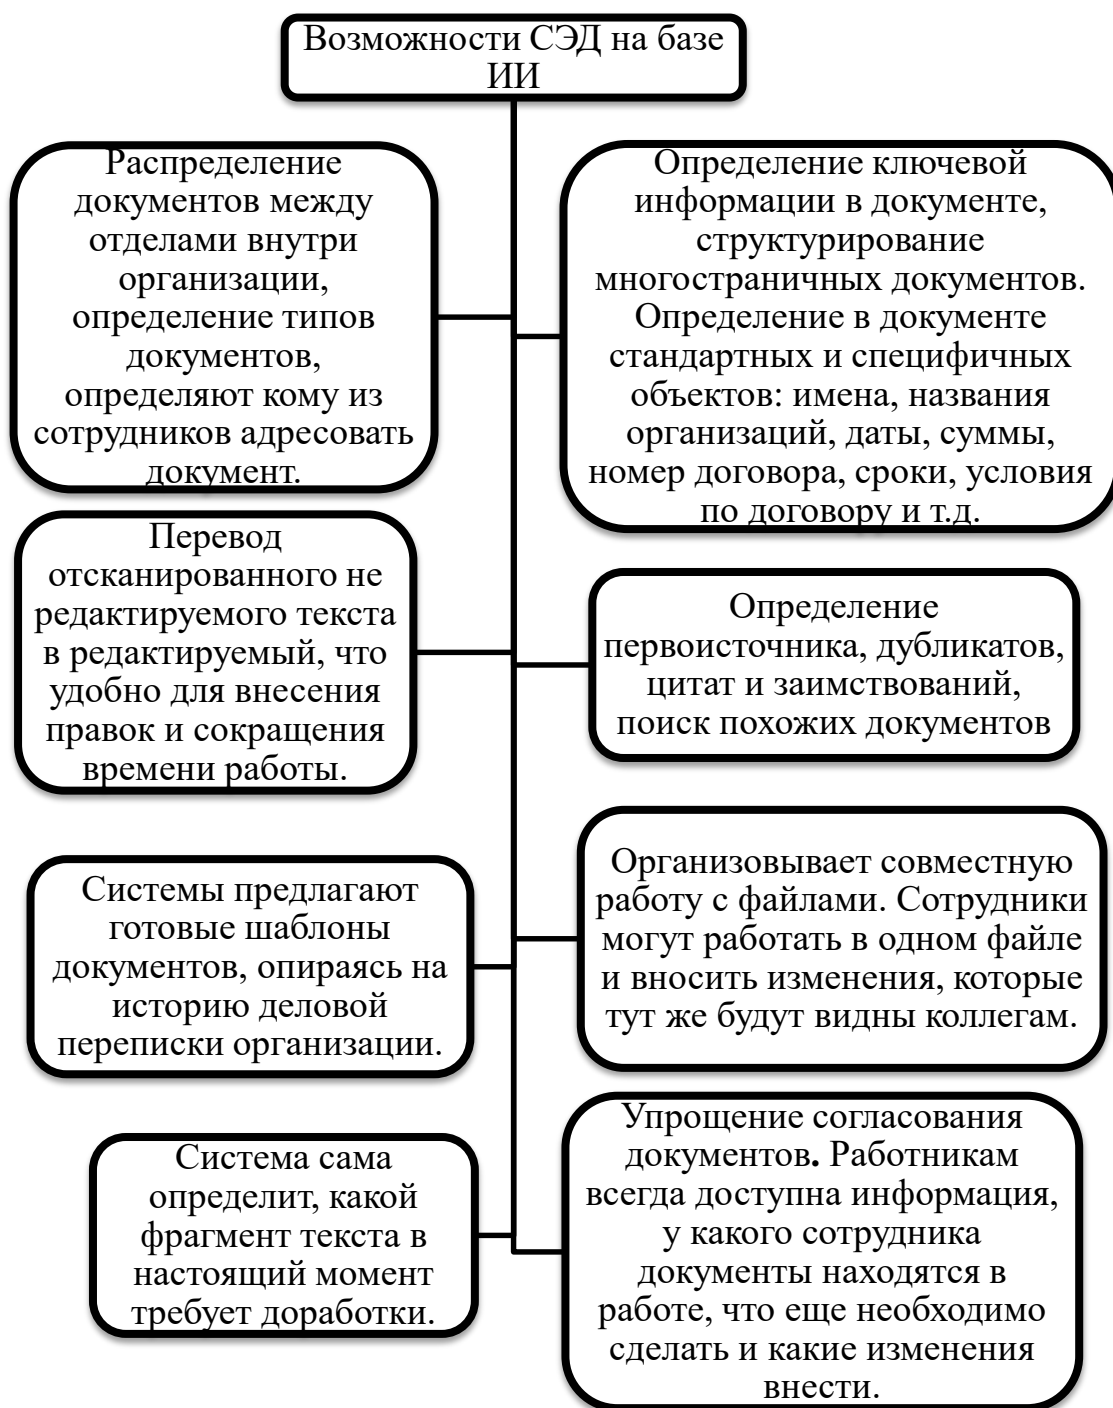 Возможности СЭД на базе
ИИ
Распределение
документов между
отделами внутри
организации,
определение типов
документов,
определяют кому из
сотрудников адресовать
документ.
Определение ключевой
информации в документе,
структурирование
многостраничных документов.
Определение в документе
стандартных и специфичных
объектов: имена, названия
организаций, даты, суммы,
номер договора, сроки, условия
по договору и т.д.
Перевод
отсканированного не
редактируемого текста
в редактируемый, что
удобно для внесения
правок и сокращения
времени работы.
Определение
первоисточника, дубликатов,
цитат и заимствований,
поиск похожих документов
Системы предлагают
готовые шаблоны
документов, опираясь на
историю деловой
переписки организации.
Организовывает совместную
работу с файлами. Сотрудники
могут работать в одном файле
и вносить изменения, которые
тут же будут видны коллегам.
Система сама
определит, какой
фрагмент текста в
настоящий момент
требует доработки.
Упрощение согласования
документов. Работникам
всегда доступна информация,
у какого сотрудника
документы находятся в
работе, что еще необходимо
сделать и какие изменения
внести.